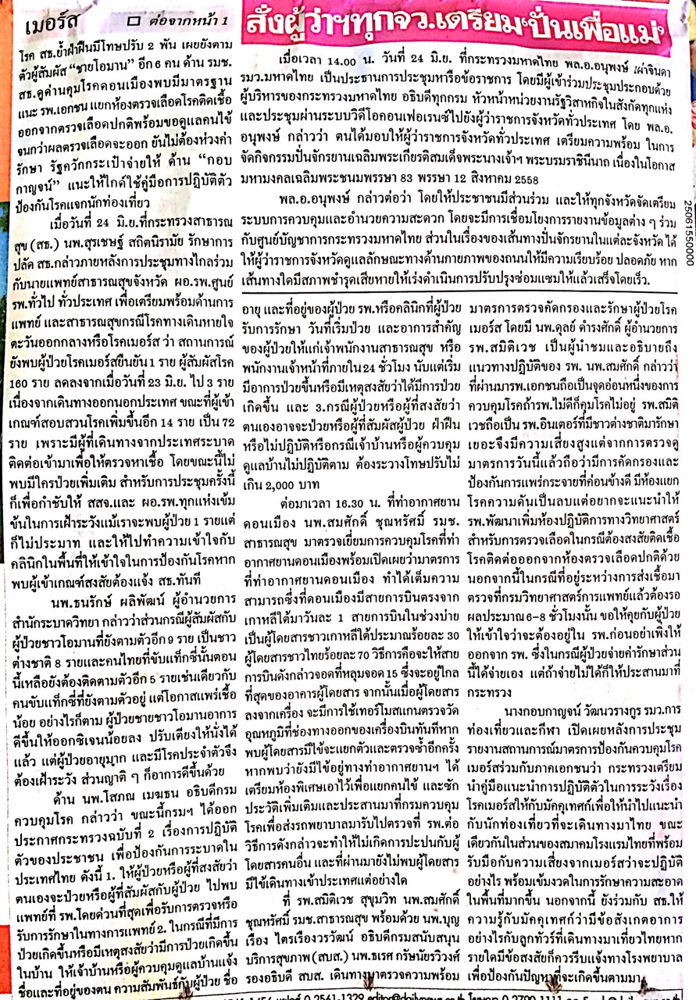 เมอร์ส
ต่อจากหน้า 1
โรค สธ.ย้ำฝ่าฝืนมีโทษปรับ 2 พัน เผยยังตาม
ตัวผู้สัมผัส "ชายโอมาน" อีก 6 คน ด้าน รมช.
สธ.ดูด่านคุมโรคดอนเมืองพบมีมาตรฐาน
แนะ รพ.เอกชน แยกห้องตรวจเลือดโรคติดเชื้อ
ออกจากตรวจเลือดปกติพร้อมขอดูแลคนไข้
จนกว่าผลตรวจเลือดจะออก ยันไม่ต้องห่วงค่า
รักษา รัฐควักกระเป๋าจ่ายให้ ด้าน "กอบ
กาญจน์" แนะให้ไกด์ใช้คู่มือการปฏิบัติตัว
ป้องกันโรคแจกนักท่องเที่ยว
เมื่อวันที่ 24 มิ.ย.ที่กระทรวงสาธารณ
สุข (สธ.) นพ.สุรเชษฐ์ สถิตนิรามัย รักษาการ
ปลัด สธ.กล่าวภายหลังการประชุมทางไกลร่วม
กับนายแพทย์สาธารณสุขจังหวัด ผอ.รพ.ศูนย์
รพ.ทั่วไป ทั่วประเทศ เพื่อเตรียมพร้อมด้านการ
แพทย์ และสาธารณสุขกรณีโรคทางเดินหายใจ
ตะวันออกกลางหรือโรคเมอร์ส ว่า สถานการณ์
ยังพบผู้ป่วยโรคเมอร์สยืนยัน 1 ราย ผู้สัมผัสโรค
160 ราย ลดลงจากเมื่อวันที่ 23 มิ.ย. ไป 3 ราย
เนื่องจากเดินทางออกนอกประเทศ ขณะที่ผู้เข้า
เกณฑ์สอบสวนโรคเพิ่มขึ้นอีก 14 ราย เป็น 72
ราย เพราะมีผู้ที่เดินทางจากประเทศระบาด
ติดต่อเข้ามาเพื่อให้ตรวจหาเชื้อ โดยขณะนี้ไม่
พบมีใครป่วยเพิ่มเติม สำหรับการประชุมครั้งนี้
ก็เพื่อกำชับให้ สสจ.และ ผอ.รพ.ทุกแห่งเข้ม
ข้นในการเฝ้าระวังแม้เราจะพบผู้ป่วย 1 รายแต่
ก็ไม่ประมาท และให้ไปทำความเข้าใจกับ
คลินิกในพื้นที่ให้เข้าใจในการป้องกันโรคหาก
พบผู้เข้าเกณฑ์สงสัยต้องแจ้ง สธ.ทันที
นพ.ธนรักษ์ ผลิพัฒน์ ผู้อำนวยการ
สำนักระบาดวิทยา กล่าวว่าส่วนกรณีผู้สัมผัสกับ
ผู้ป่วยชาวโอมานที่ยังตามตัวอีก 9 ราย เป็นชาว
ต่างชาติ 8 รายและคนไทยที่ขับแท็กซี่นั้นตอน
นี้เหลือยังต้องติดตามตัวอีก 5 รายเช่นเดียวกับ
คนขับแท็กซี่ที่ยังตามตัวอยู่ แต่โอกาสแพร่เชื้อ
น้อย อย่างไรก็ตาม ผู้ป่วยชายชาวโอมานอาการ
ดีขึ้นให้ออกซิเจนน้อยลง ปรับเตียงให้นั่งได้
แล้ว แต่ผู้ป่วยอายุมาก และมีโรคประจำตัวจึง
ต้องเฝ้าระวัง ส่วนญาติ ๆ ก็อาการดีขึ้นด้วย
ด้าน นพ.โสภณ เมฆธน อธิบดีกรม
ควบคุมโรค กล่าวว่า ขณะนี้กรมฯ ได้ออก
ประกาศกระทรวงฉบับที่ 2 เรื่องการปฏิบัติ
ตัวของประชาชน เพื่อป้องกันการระบาดใน
ประเทศไทย ดังนี้ 1. ให้ผู้ป่วยหรือผู้ที่สงสัยว่า
ตนเองจะป่วยหรือผู้ที่สัมผัสกับผู้ป่วย ไปพบ
แพทย์ที่ รพ.โดยด่วนที่สุดเพื่อรับการตรวจหรือ
รับการรักษาในทางการแพทย์ 2. ในกรณีที่มีการ
ป่วยเกิดขึ้นหรือมีเหตุสงสัยว่ามีการป่วยเกิดขึ้น
ในบ้าน ให้เจ้าบ้านหรือผู้ควบคุมดูแลบ้านแจ้ง
ชื่อและที่อยู่ของตน ความสัมพันธ์กับผู้ป่วย ชื่อ
สั่งผู้ว่าฯทุกจว.เตรียม'ปั่นเพื่อแม่'
เมื่อเวลา 14.00 น. วันที่ 24 มิ.ย. ที่กระทรวงมหาดไทย พล.อ.อนุพงษ์ เผ่าจินดา
รมว.มหาดไทย เป็นประธานการประชุมหารือข้อราชการ โดยมีผู้เข้าร่วมประชุมประกอบด้วย
ผู้บริหารของกระทรวงมหาดไทย อธิบดีทุกกรม หัวหน้าหน่วยงานรัฐวิสาหกิจในสังกัดทุกแห่ง
และประชุมผ่านระบบวิดีโอคอนเฟอเรนซ์ไปยังผู้ว่าราชการจังหวัดทั่วประเทศ โดย พล.อ.
อนุพงษ์ กล่าวว่า ตนได้มอบให้ผู้ว่าราชการจังหวัดทั่วประเทศ เตรียมความพร้อม ในการ
จัดกิจกรรมปั่นจักรยานเฉลิมพระเกียรติสมเด็จพระนางเจ้าฯ พระบรมราชินีนาถ เนื่องในโอกาส
มหามงคลเฉลิมพระชนมพรรษา 83 พรรษา 12 สิงหาคม 2558
พล.อ.อนุพงษ์ กล่าวต่อว่า โดยให้ประชาชนมีส่วนร่วม และให้ทุกจังหวัดจัดเตรียม
ระบบการควบคุมและอำนวยความสะดวก โดยจะมีการเชื่อมโยงการรายงานข้อมูลต่าง ๆ ร่วม
กับศูนย์บัญชาการกระทรวงมหาดไทย ส่วนในเรื่องของเส้นทางปั่นจักรยานในแต่ละจังหวัด ได้
ให้ผู้ว่าราชการจังหวัดดูแลลักษณะทางด้านกายภาพของถนนให้มีความเรียบร้อย ปลอดภัย หาก
เส้นทางใดมีสภาพชำรุดเสียหายให้เร่งดำเนินการปรับปรุงซ่อมแซมให้แล้วเสร็จโดยเร็ว.
250615S0000
อายุ และที่อยู่ของผู้ป่วย รพ.หรือคลินิกที่ผู้ป่วย
รับการรักษา วันที่เริ่มป่วย และอาการสำคัญ
ของผู้ป่วยให้แก่เจ้าพนักงานสาธารณสุข หรือ
พนักงานเจ้าหน้าที่ภายใน 24 ชั่วโมง นับแต่เริ่ม
มีอาการป่วยขึ้นหรือมีเหตุสงสัยว่าได้มีการป่วย
เกิดขึ้น และ 3.กรณีผู้ป่วยหรือผู้ที่สงสัยว่า
ตนเองอาจจะป่วยหรือผู้ที่สัมผัสผู้ป่วย ฝ่าฝืน
หรือไม่ปฏิบัติหรือกรณีเจ้าบ้านหรือผู้ควบคุม
ดูแลบ้านไม่ปฏิบัติตาม ต้องระวางโทษปรับไม่
เกิน 2,000 บาท
ต่อมาเวลา 16.30 น. ที่ท่าอากาศยาน
ดอนเมือง นพ.สมศักดิ์ ชุณหรัศมิ์ รมช.
สาธารณสุข มาตรวจเยี่ยมการควบคุมโรคที่ท่า
อากาศยานดอนเมืองพร้อมเปิดเผยว่ามาตรการ
ที่ท่าอากาศยานดอนเมือง ทำได้เต็มความ
สามารถซึ่งที่ดอนเมืองมีสายการบินตรงจาก
เกาหลีใต้มาวันละ 1 สายการบินในช่วงบ่าย
เป็นผู้โดยสารชาวเกาหลีใต้ประมาณร้อยละ 30
ผู้โดยสารชาวไทยร้อยละ 70 วิธีการคือจะให้สาย
การบินดังกล่าวจอดที่หลุมจอด 15 ซึ่งจะอยู่ไกล
ที่สุดของอาคารผู้โดยสาร จากนั้นเมื่อผู้โดยสาร
ลงจากเครื่อง จะมีการใช้เทอร์โมสแกนตรวจวัด
อุณหภูมิที่ช่องทางออกของเครื่องบินทันทีหาก
พบผู้โดยสารมีไข้จะแยกตัวและตรวจซ้ำอีกครั้ง
หากพบว่ายังมีไข้อยู่ทางท่าอากาศยานฯ ได้
เตรียมห้องพิเศษเอาไว้เพื่อแยกคนไข้ และซัก
ประวัติเพิ่มเติมและประสานมาที่กรมควบคุม
โรคเพื่อส่งรถพยาบาลมารับไปตรวจที่ รพ.ต่อ
วิธีการดังกล่าวจะทำให้ไม่เกิดการปะปนกับผู้
โดยสารคนอื่น และที่ผ่านมายังไม่พบผู้โดยสาร
มีไข้เดินทางเข้าประเทศแต่อย่างใด
ที่ รพ.สมิติเวช สุขุมวิท นพ.สมศักดิ์
ชุณหรัศมิ์ รมช.สาธารณสุข พร้อมด้วย นพ.บุญ
เรือง ไตรเรืองวรวัฒน์ อธิบดีกรมสนับสนุน
บริการสุขภาพ (สบส.) นพ.ธเรศ กรัษนัยรวิวงค์
รองอธิบดี สบส. เดินทางมาตรวจความพร้อม
มาตรการตรวจคัดกรองและรักษาผู้ป่วยโรค
เมอร์ส โดยมี นพ.ดุลย์ ดำรงศักดิ์ ผู้อำนวยการ
รพ.สมิติเวช เป็นผู้นำชมและอธิบายถึง
แนวทางปฏิบัติของ รพ. นพ.สมศักดิ์ กล่าวว่า
ที่ผ่านมารพ.เอกชนถือเป็นจุดอ่อนหนึ่งของการ
ควบคุมโรคถ้ารพ.ไม่ดีก็คุมโรคไม่อยู่ รพ.สมิติ
เวชถือเป็น รพ.อินเตอร์ที่มีชาวต่างชาติมารักษา
เยอะจึงมีความเสี่ยงสูงแต่จากการตรวจดู
มาตรการวันนี้แล้วถือว่ามีการคัดกรองและ
ป้องกันการแพร่กระจายที่ค่อนข้างดี มีห้องแยก
โรคความดันเป็นลบแต่อยากจะแนะนำให้
รพ.พัฒนาเพิ่มห้องปฏิบัติการทางวิทยาศาสตร์
สำหรับการตรวจเลือดในกรณีต้องสงสัยติดเชื้อ
โรคติดต่อออกจากห้องตรวจเลือดปกติด้วย
นอกจากนี้ในกรณีที่อยู่ระหว่างการส่งเชื้อมา
ตรวจที่กรมวิทยาศาสตร์การแพทย์แล้วต้องรอ
ผลประมาณ 6-8 ชั่วโมงนั้น ขอให้คุยกับผู้ป่วย
ให้เข้าใจว่าจะต้องอยู่ใน รพ.ก่อนอย่าเพิ่งให้
ออกจาก รพ. ซึ่งในกรณีผู้ป่วยจ่ายค่ารักษาส่วน
นี้ได้จ่ายเอง แต่ถ้าจ่ายไม่ได้ก็ให้ประสานมาที่
กระทรวง
นางกอบกาญจน์ วัฒนวรางกูร รมว.การ
ท่องเที่ยวและกีฬา เปิดเผยหลังการประชุม
รายงานสถานการณ์มาตรการป้องกันควบคุมโรค
เมอร์สร่วมกับภาคเอกชนว่า กระทรวงเตรียม
นำคู่มือแนะนำการปฏิบัติตัวในการระวังเรื่อง
โรคเมอร์สให้กับมัคคุเทศก์เพื่อให้นำไปแนะนำ
กับนักท่องเที่ยวที่จะเดินทางมาไทย ขณะ
เดียวกันในส่วนของสมาคมโรงแรมไทยที่พร้อม
รับมือกับความเสี่ยงจากเมอร์สว่าจะปฏิบัติ
อย่างไร พร้อมเข้มงวดในการรักษาความสะอาด
ในพื้นที่มากขึ้น นอกจากนี้ ยังร่วมกับ สธ.ให้
ความรู้กับมัคคุเทศก์ว่ามีข้อสังเกตอาการ
อย่างไรกับลูกทัวร์ที่เดินทางมาเที่ยวไทยหาก
รายใดมีข้อสงสัยก็ควรรีบแจ้งทางโรงพยาบาล
เพื่อป้องกันปัญหาที่จะเกิดขึ้นตามมา.